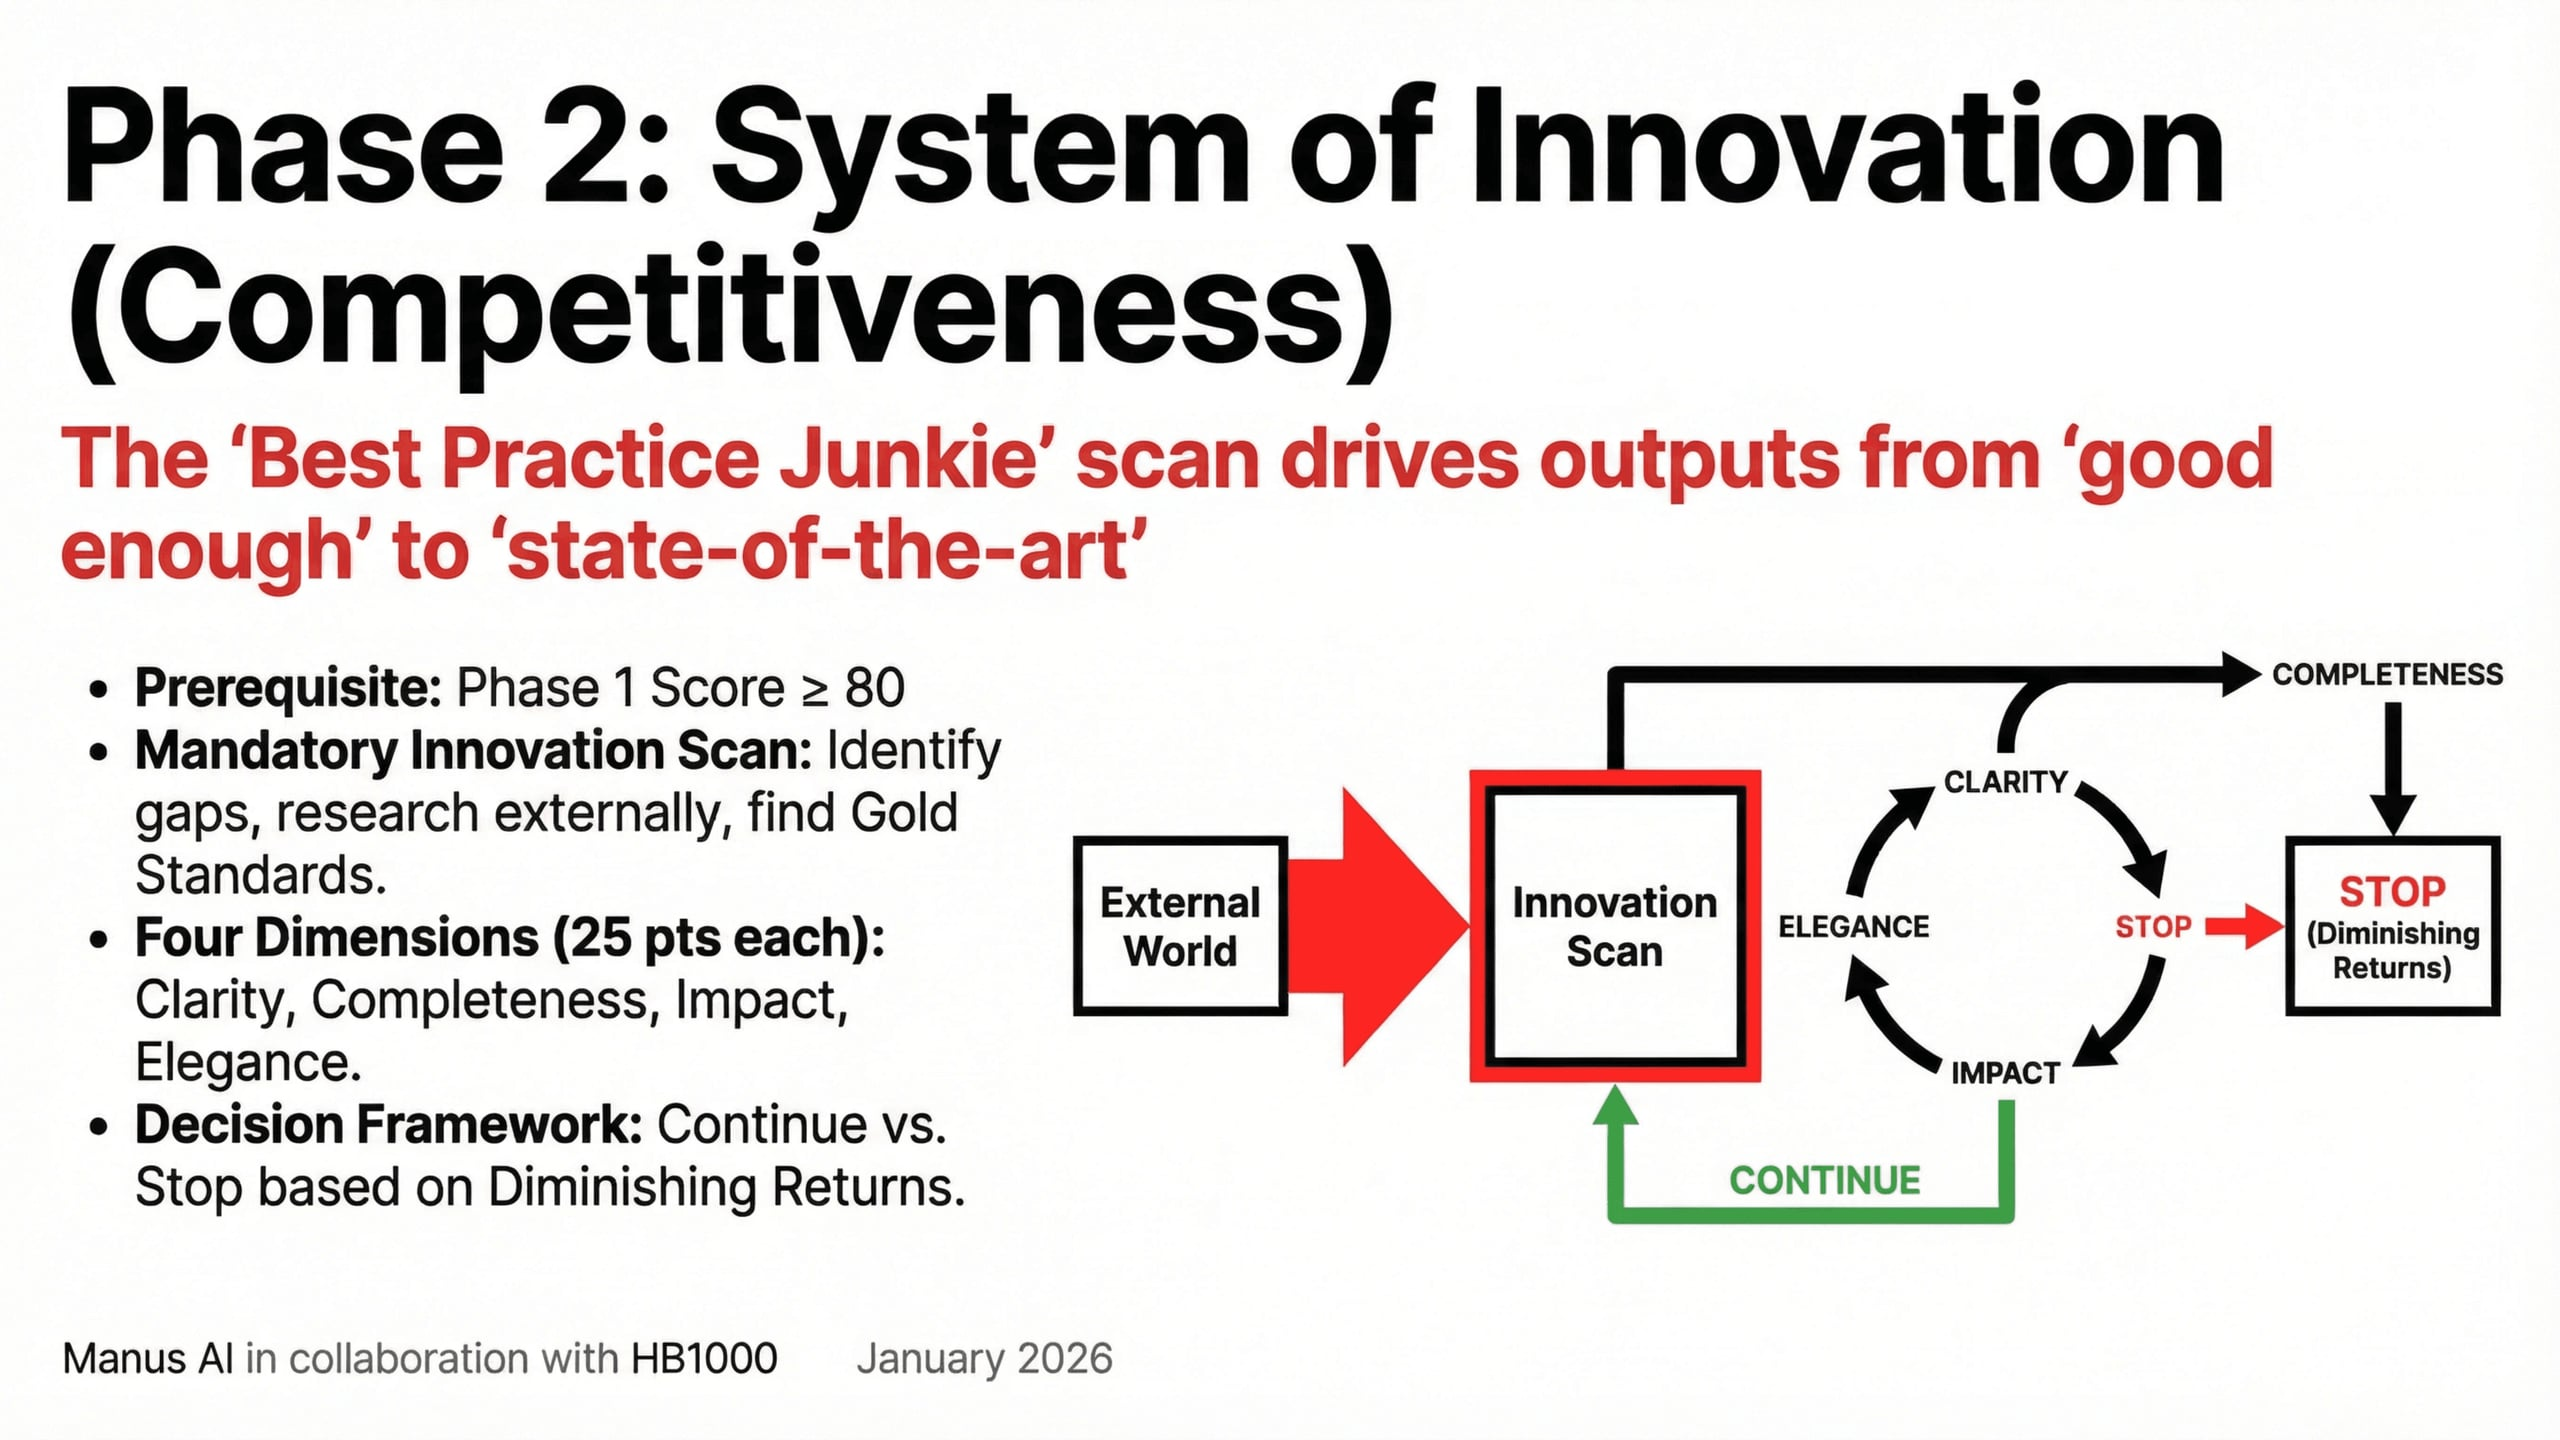 Phase 2: System of Innovation
(Competitiveness)
The ‘Best Practice Junkie’ scan drives outputs from ‘good
enough’ to ‘state-of-the-art’
• Prerequisite: Phase 1 Score ≥ 80
• Mandatory Innovation Scan: Identify
gaps, research externally, find Gold
Standards.
• Four Dimensions (25 pts each):
Clarity, Completeness, Impact,
Elegance.
• Decision Framework: Continue vs.
Stop based on Diminishing Returns.
External
World
Innovation
Scan
COMPLETENESS
CLARITY
ELEGANCE
STOP
IMPACT
STOP
(Diminishing
Returns)
CONTINUE
Manus AI in collaboration with HB1000 January 2026